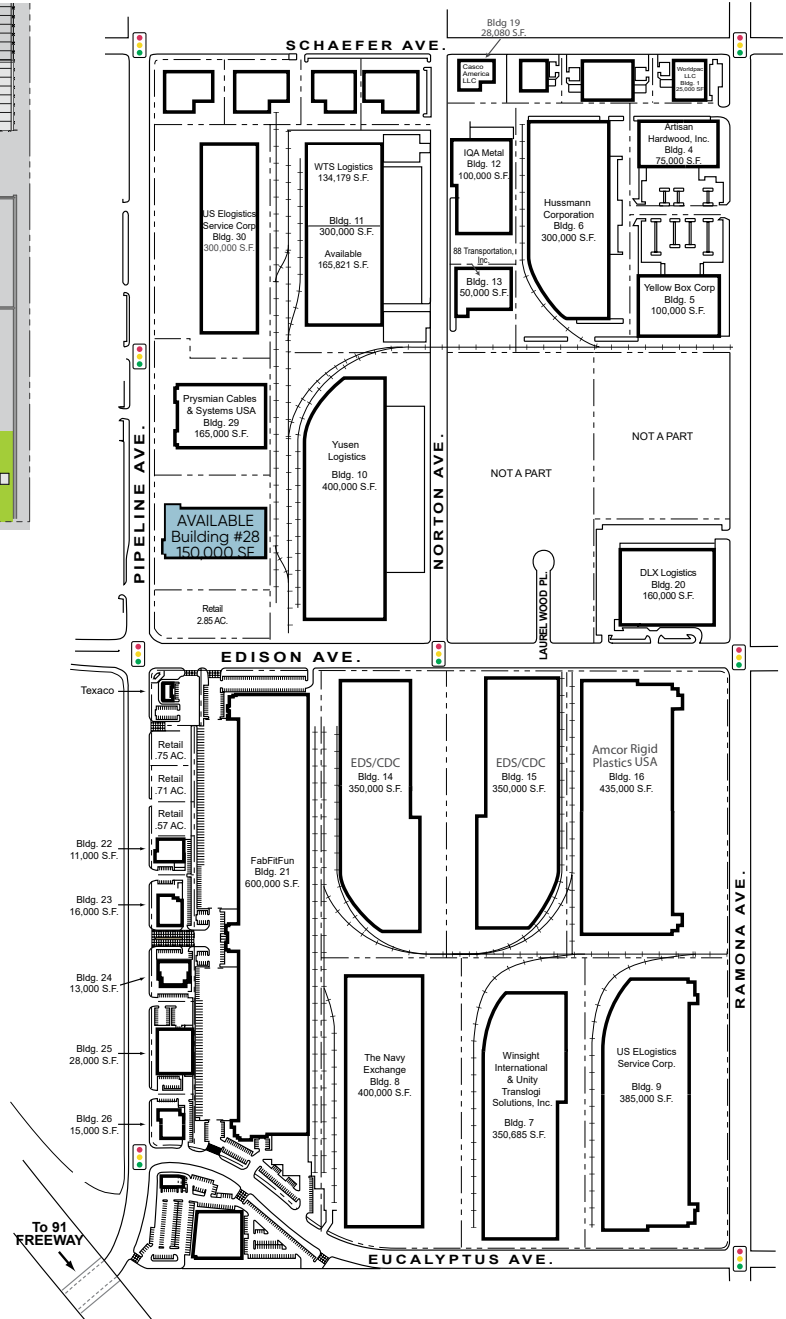 Bldg 19
28,080 S.F.
SCHAEFER AVE.
Casco
America
LLC
Worldpac
LLC
Bldg. 1
25,000 SF
Artisan
Hardwood, Inc.
Bldg. 4
75,000 S.F.
US Elogistics
Service Corp
Bldg. 30
300,000 S.F.
WTS Logistics
134,179 S.F.
Bldg. 11
300,000 S.F.
Available
165,821 S.F.
IQA Metal
Bldg. 12
100,000 S.F.
88 Transportation,
Inc.
Bldg. 13
50,000 S.F.
Hussmann
Corporation
Bldg. 6
300,000 S.F.
Yellow Box Corp
Bldg. 5
100,000 S.F.
PIPELINE AVE.
Prysmian Cables
& Systems USA
Bldg. 29
165,000 S.F.
AVAILABLE
Building #28
150,000 SF
Retail
2.85 AC.
Yusen
Logistics
Bldg. 10
400,000 S.F.
NORTON AVE.
NOT A PART
NOT A PART
LAUREL WOOD PL.
DLX Logistics
Bldg. 20
160,000 S.F.
EDISON AVE.
Texaco
Retail
.75 AC.
Retail
.71 AC.
Retail
.57 AC.
Bldg. 22
11,000 S.F.
Bldg. 23
16,000 S.F.
Bldg. 24
13,000 S.F.
Bldg. 25
28,000 S.F.
Bldg. 26
15,000 S.F.
FabFitFun
Bldg. 21
600,000 S.F.
EDS/CDC
Bldg. 14
350,000 S.F.
EDS/CDC
Bldg. 15
350,000 S.F.
Amcor Rigid
Plastics USA
Bldg. 16
435,000 S.F.
RAMONA AVE.
The Navy
Exchange
Bldg. 8
400,000 S.F.
Winsight
International
& Unity
Translogi
Solutions, Inc.
Bldg. 7
350,685 S.F.
US ELogistics
Service Corp.
Bldg. 9
385,000 S.F.
To 91
FREEWAY
EUCALYPTUS AVE.